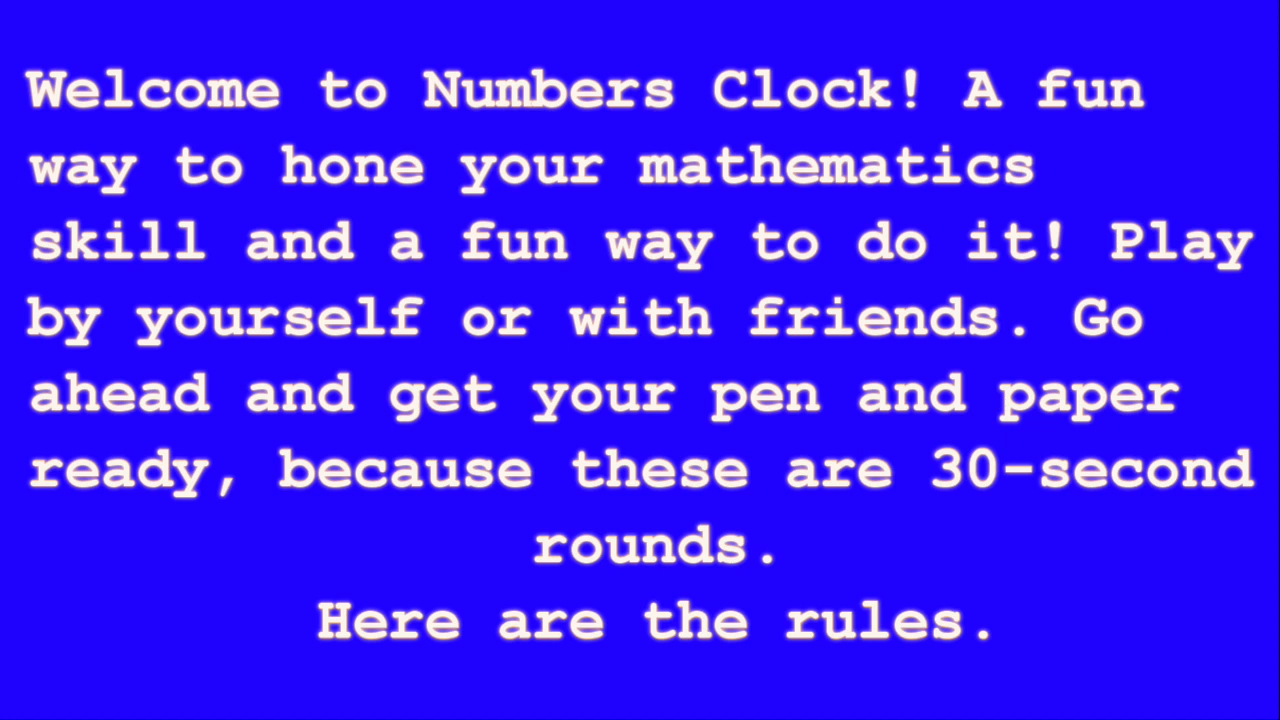 Welcome to Numbers Clock! A fun
way to hone your mathematics
skill and a fun way to do it! Play
by yourself or with friends. Go
ahead and get your pen and paper
ready, because these are 30-second
rounds.
Here are the rules.